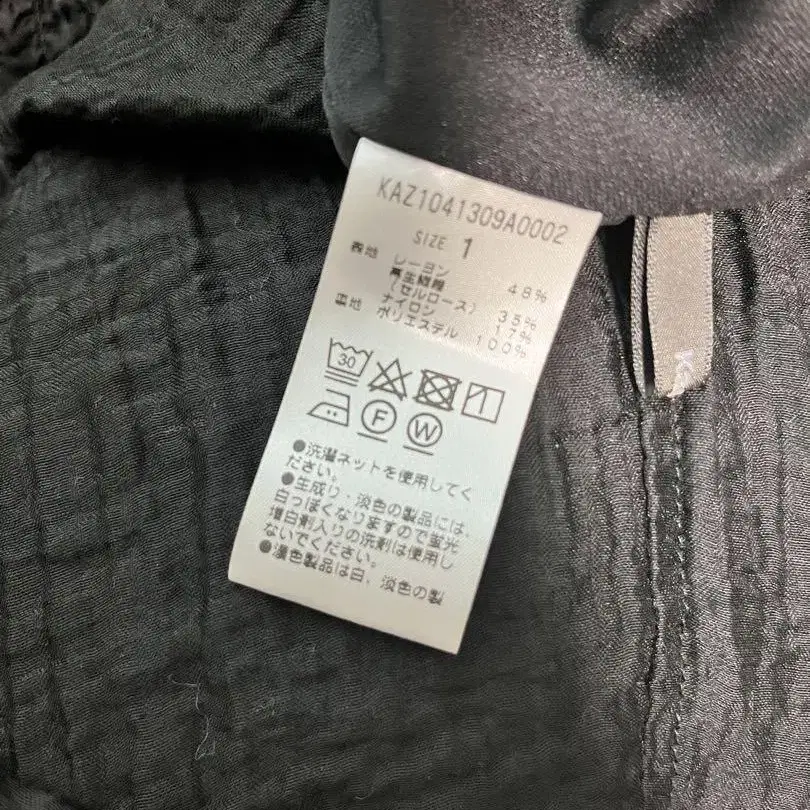 KAZ1041309A0002
SIZE 1
表地 レーヨン 48%
再生繊維
(セルロース) 35%
ナイロン 17%
裏地 ポリエステル 100%
30
F W
●洗濯ネットを使用してく
ださい。
●生成り・淡色の製品には、
白っぽくなりますので蛍光
増白剤入りの洗剤は使用し
ないでください。
●濃色製品は白、淡色の製
K